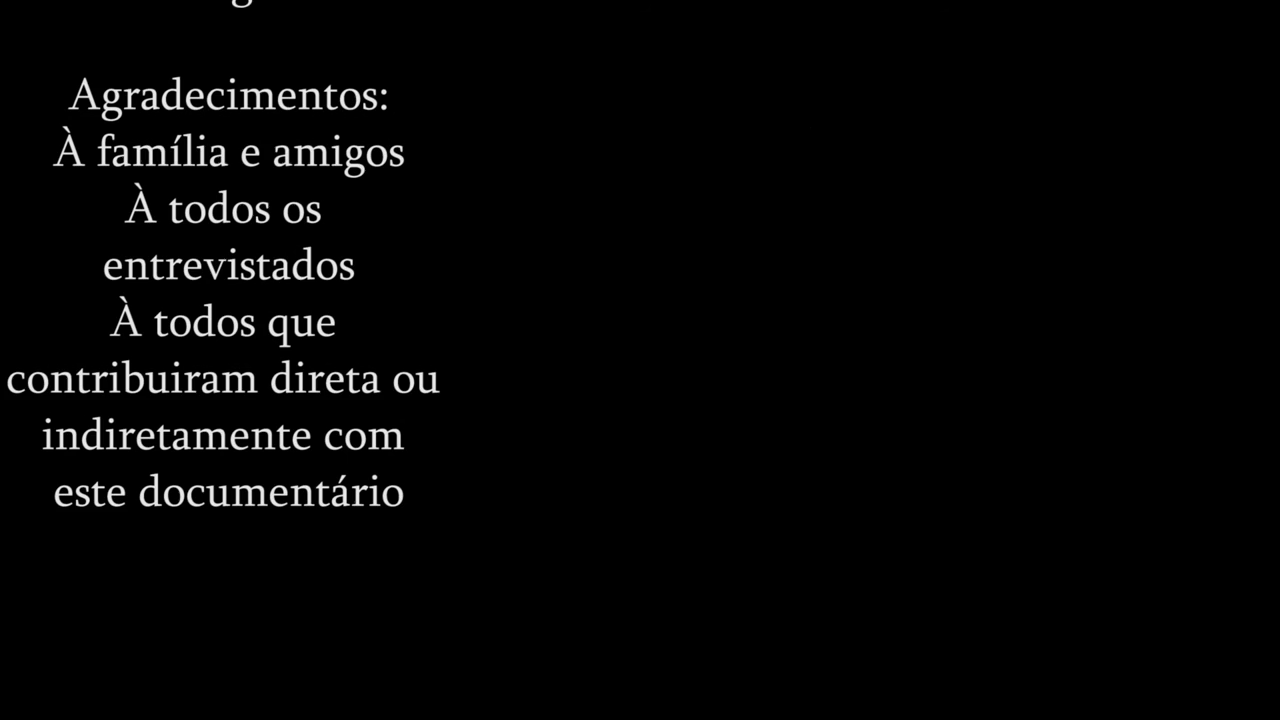 Agradecimentos:
À família e amigos
À todos os
entrevistados
À todos que
contribuiram direta ou
indiretamente com
este documentário